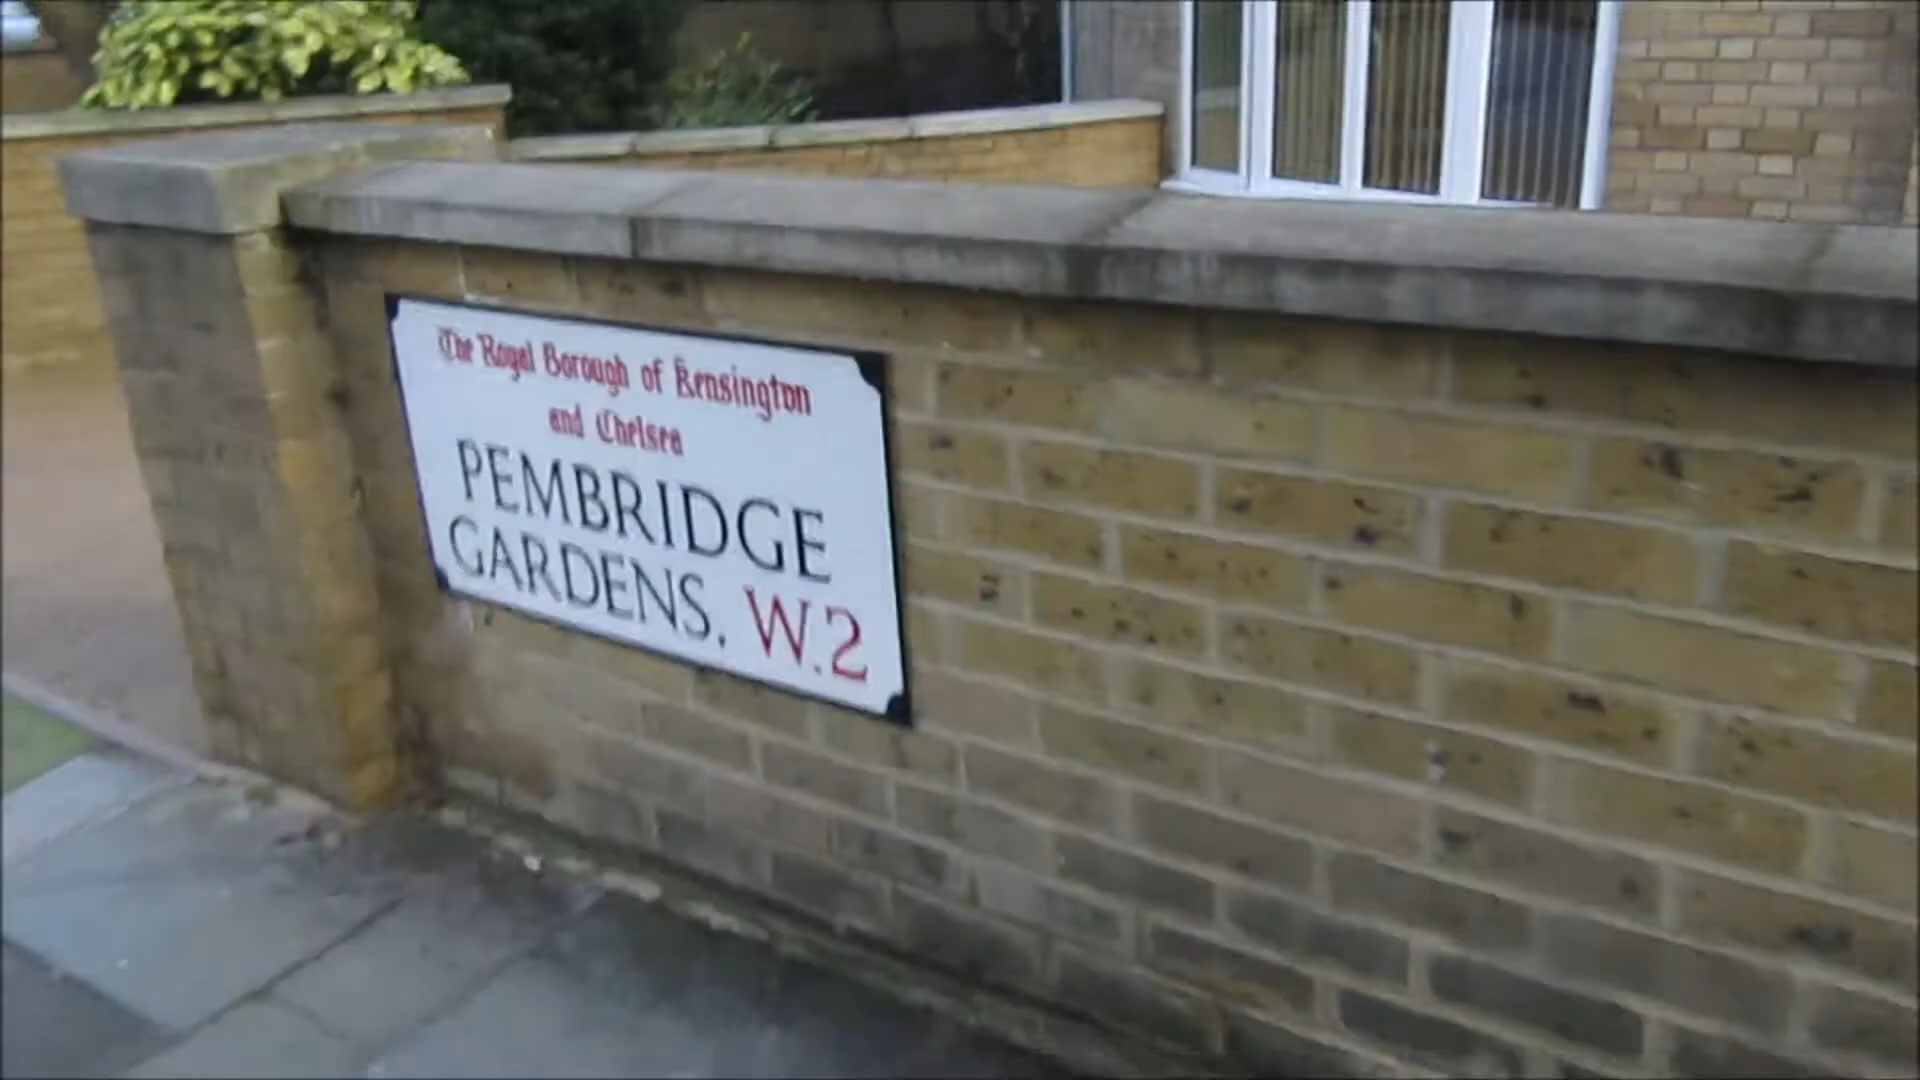 The Royal Borough of Kensington
and Chelsea
PEMBRIDGE
GARDENS. W.2